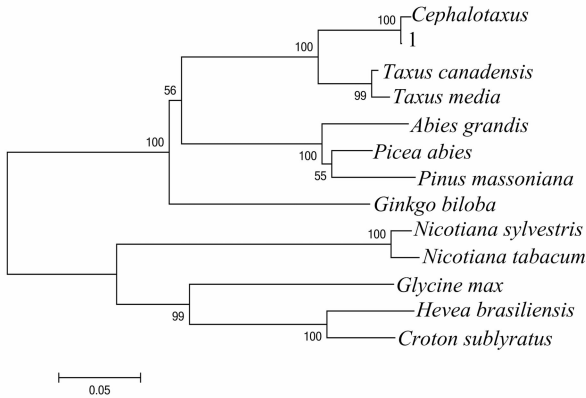 100
Cephalotaxus
1
100
Taxus canadensis
99
Taxus media
56
Abies grandis
100
100
Picea abies
55
Pinus massoniana
Ginkgo biloba
100
Nicotiana sylvestris
Nicotiana tabacum
Glycine max
99
Hevea brasiliensis
100
Croton sublyratus
0.05